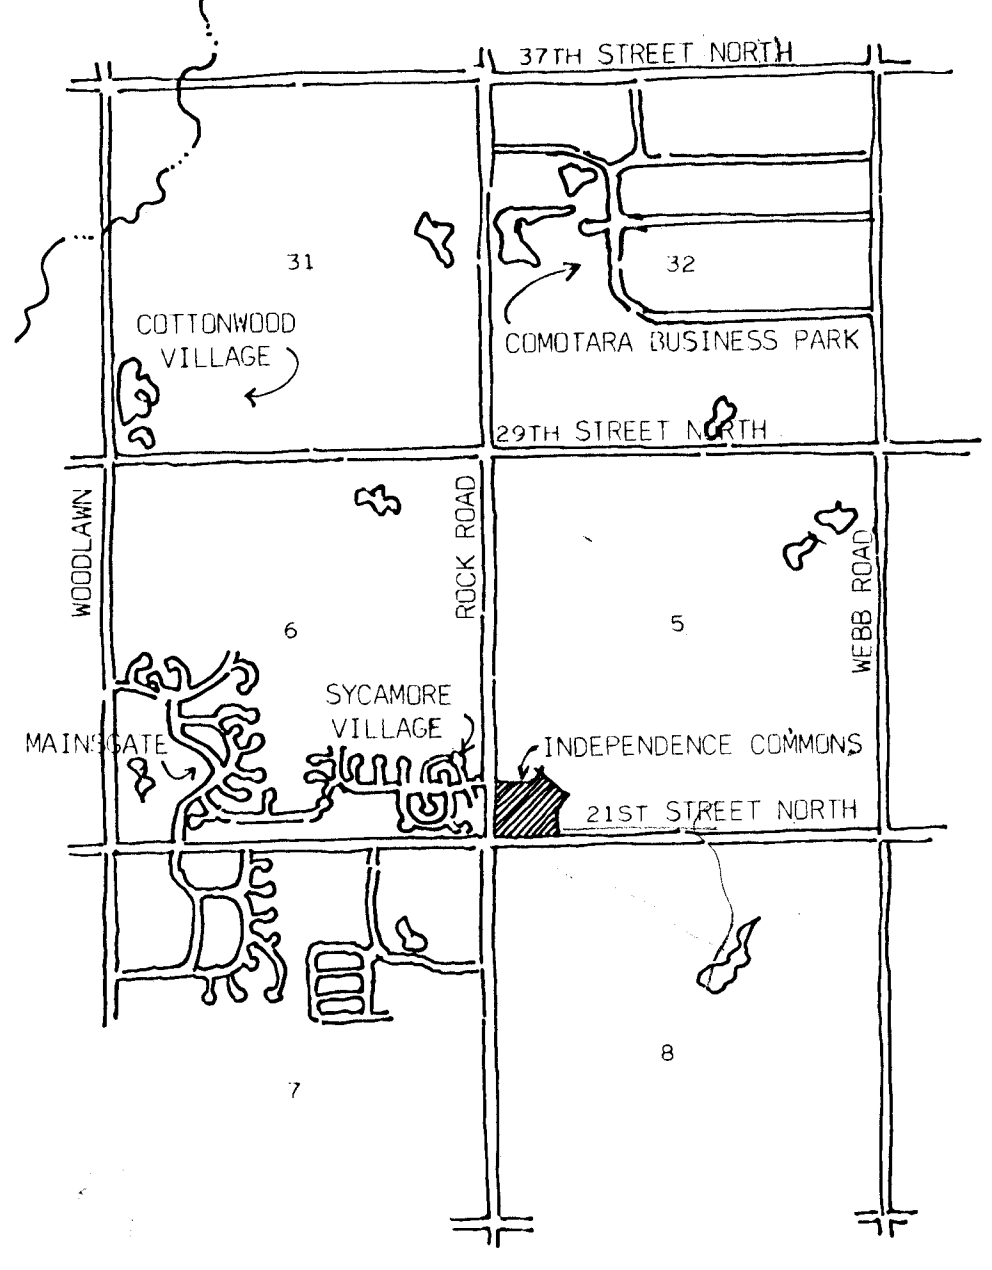 37TH STREET NORTH
31
32
COTTONWOOD
VILLAGE
COMOTARA BUSINESS PARK
29TH STREET NORTH
WOODLAWN
ROCK ROAD
WEBB ROAD
6
5
SYCAMORE
VILLAGE
MAINSGATE
INDEPENDENCE COMMONS
21ST STREET NORTH
8
7